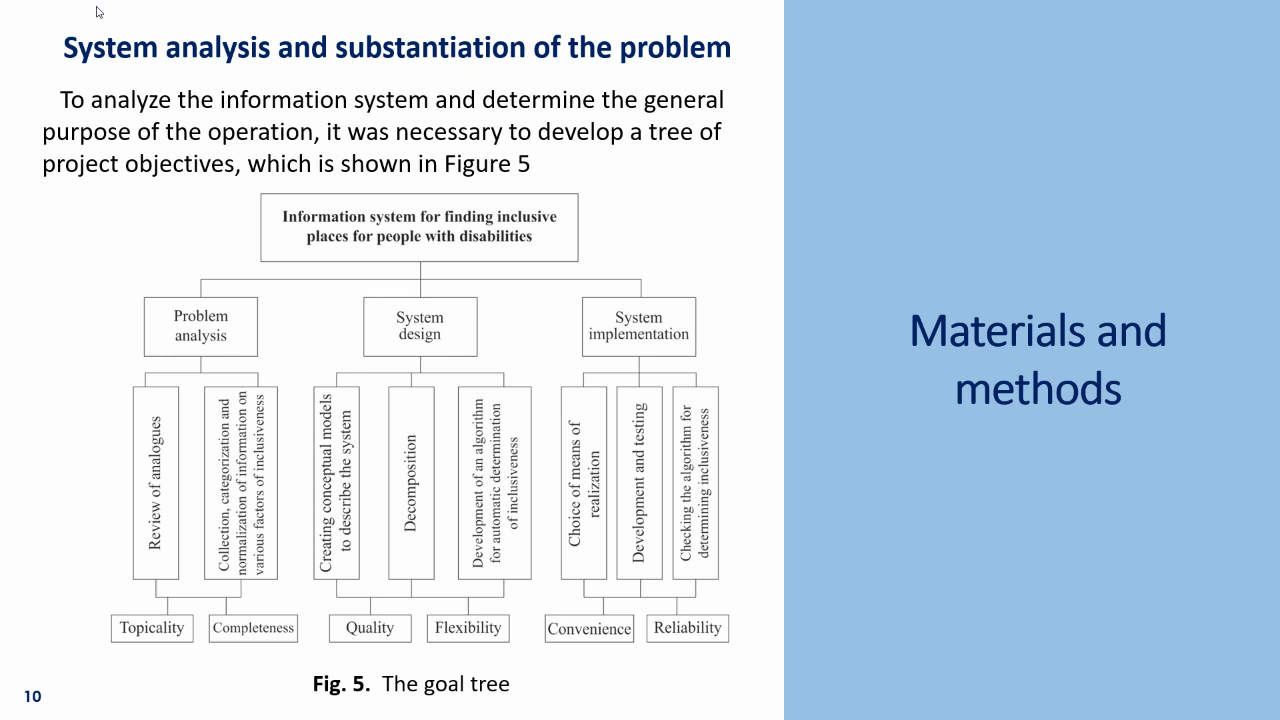 System analysis and substantiation of the problem
To analyze the information system and determine the general
purpose of the operation, it was necessary to develop a tree of
project objectives, which is shown in Figure 5
Information system for finding inclusive
places for people with disabilities
Problem
analysis
System
design
System
implementation
Review of analogues
Collection, categorization and
normalization of information on
various factors of inclusiveness
Creating conceptual models
to describe the system
Decomposition
Development of an algorithm
for automatic determination
of inclusiveness
Choice of means of
realization
Development and testing
Checking the algorithm for
determining inclusiveness
Topicality
Completeness
Quality
Flexibility
Convenience
Reliability
Fig. 5. The goal tree
10
Materials and
methods